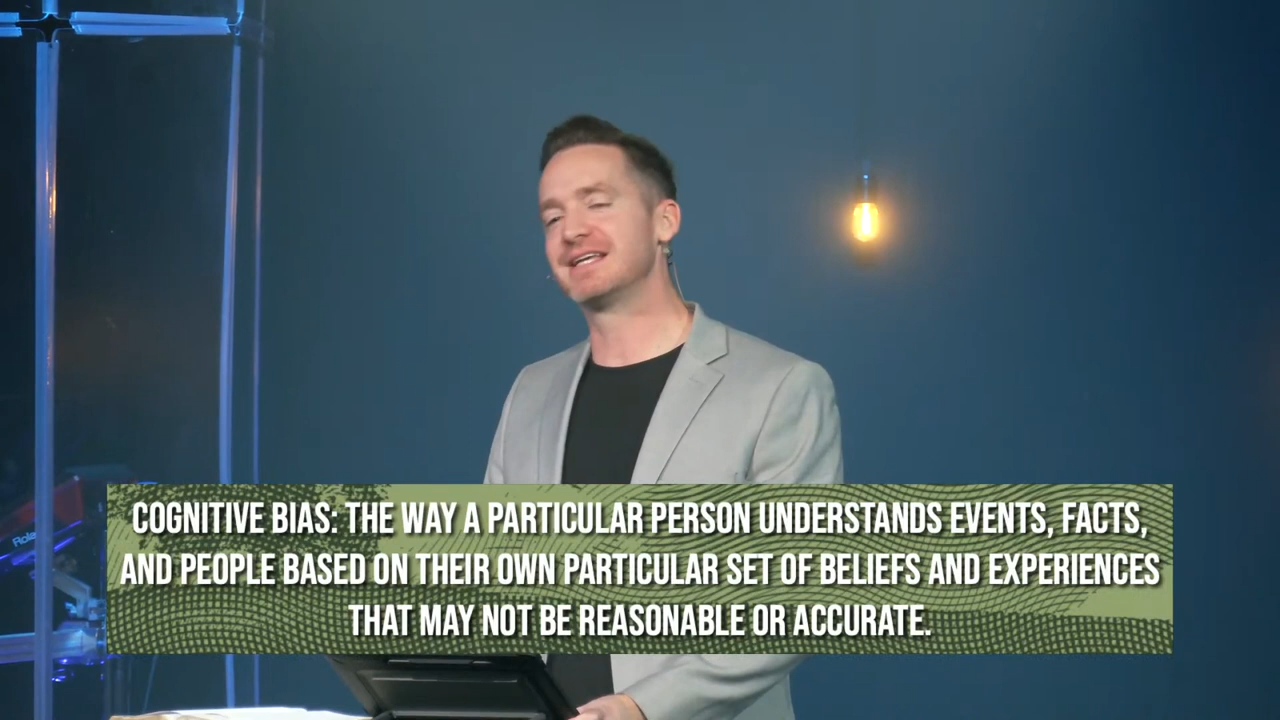 COGNITIVE BIAS: THE WAY A PARTICULAR PERSON UNDERSTANDS EVENTS, FACTS,
AND PEOPLE BASED ON THEIR OWN PARTICULAR SET OF BELIEFS AND EXPERIENCES
THAT MAY NOT BE REASONABLE OR ACCURATE.
Roland